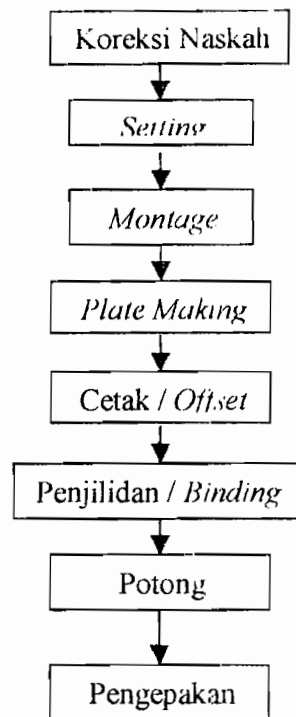 Koreksi Naskah
Setting
Montage
Plate Making
Cetak / Offset
Penjilidan / Binding
Potong
Pengepakan